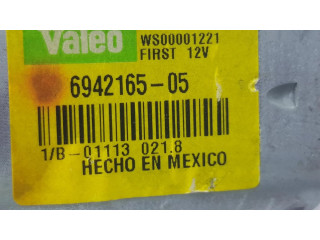 Valeo
WS00001221
FIRST 12V
6942165-05
1/B-01113 021.8
HECHO EN MEXICO